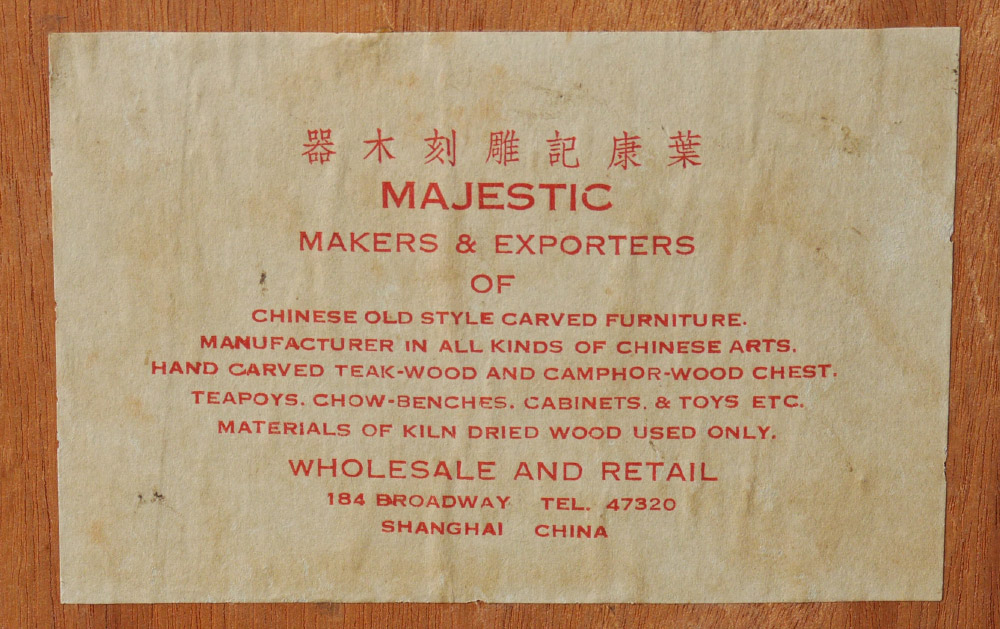 葉康記雕刻木器
MAJESTIC
MAKERS & EXPORTERS
OF
CHINESE OLD STYLE CARVED FURNITURE.
MANUFACTURER IN ALL KINDS OF CHINESE ARTS.
HAND CARVED TEAK-WOOD AND CAMPHOR-WOOD CHEST.
TEAPOYS. CHOW-BENCHES. CABINETS. & TOYS ETC.
MATERIALS OF KILN DRIED WOOD USED ONLY.
WHOLESALE AND RETAIL
184 BROADWAY TEL. 47320
SHANGHAI CHINA